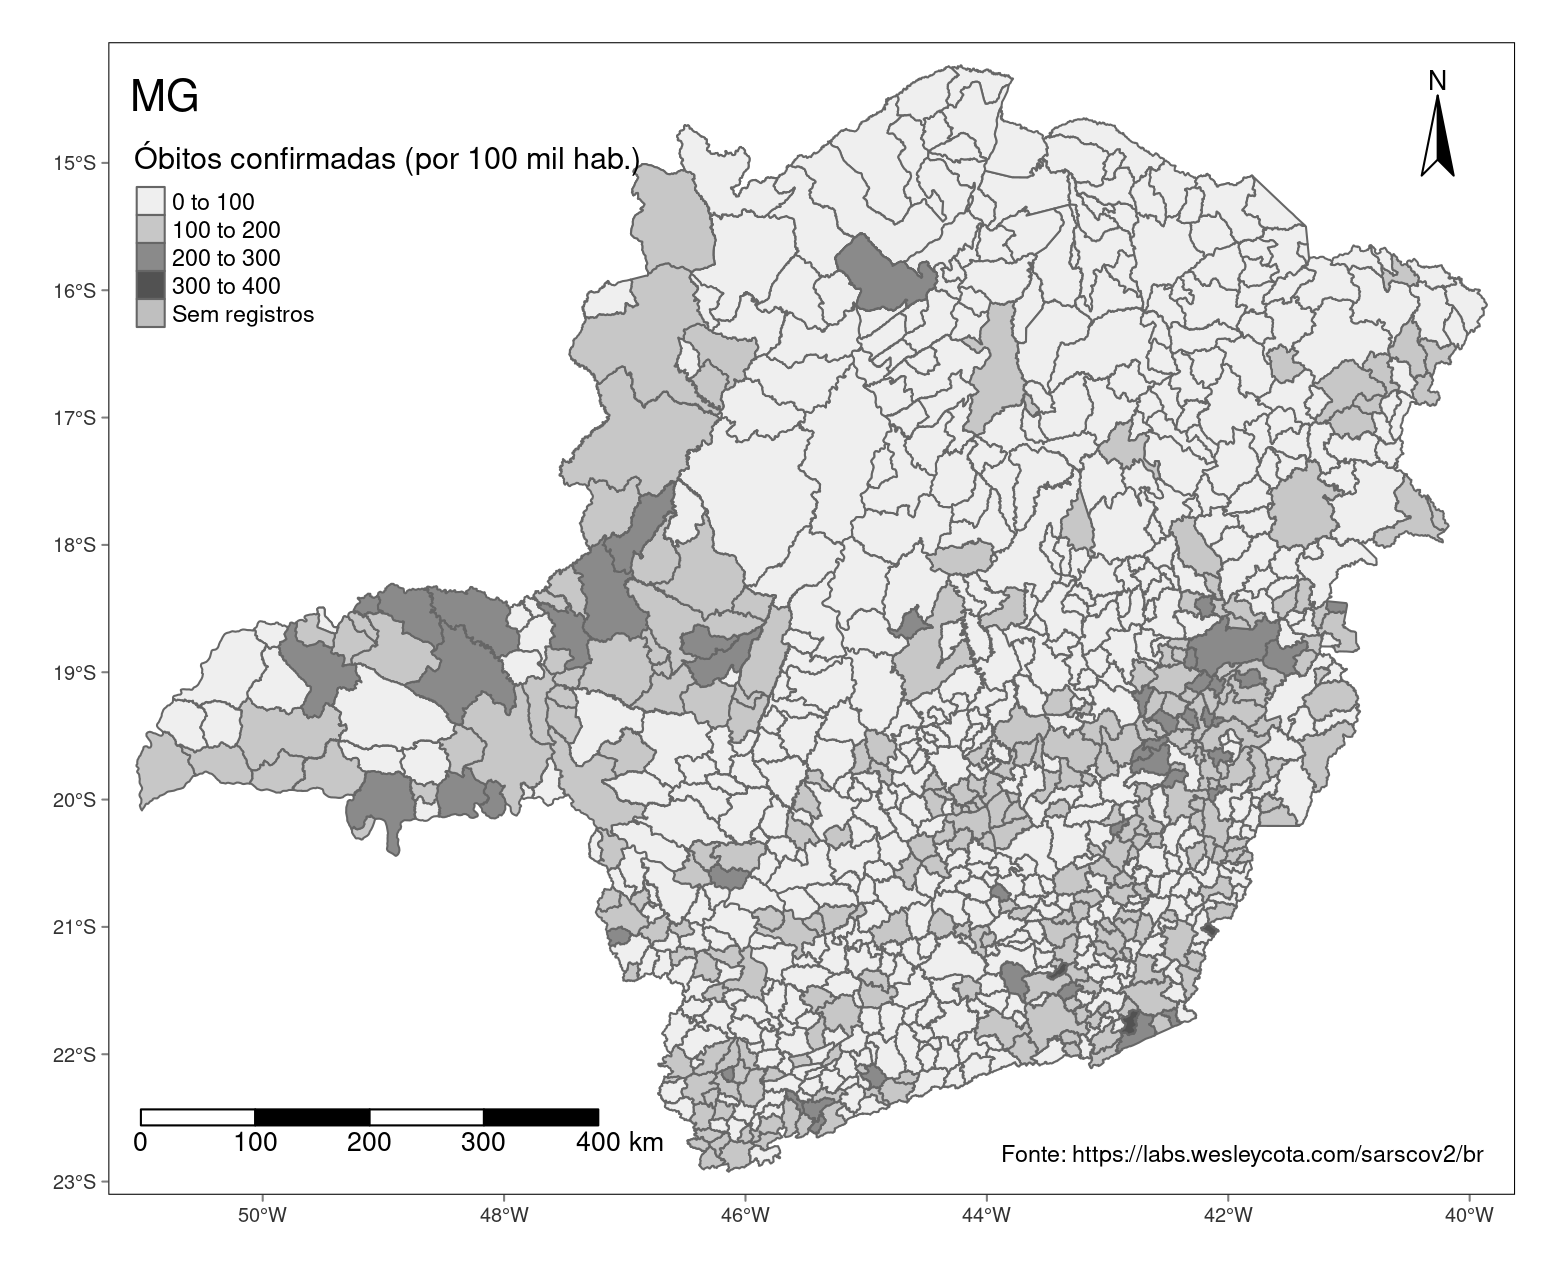 MG
N
Óbitos confirmadas (por 100 mil hab.)
0 to 100
100 to 200
200 to 300
300 to 400
Sem registros
15°S
16°S
17°S
18°S
19°S
20°S
21°S
22°S
23°S
0 100 200 300 400 km
Fonte: https://labs.wesleycota.com/sarscov2/br
50°W 48°W 46°W 44°W 42°W 40°W